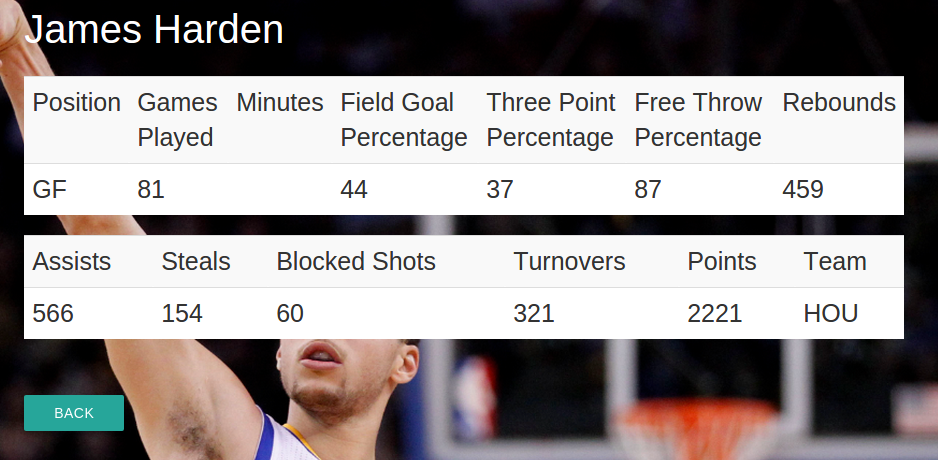 James Harden
Position Games Minutes Field Goal Three Point Free Throw Rebounds
Played Percentage Percentage Percentage
GF 81 44 37 87 459
Assists Steals Blocked Shots Turnovers Points Team
566 154 60 321 2221 HOU
BACK